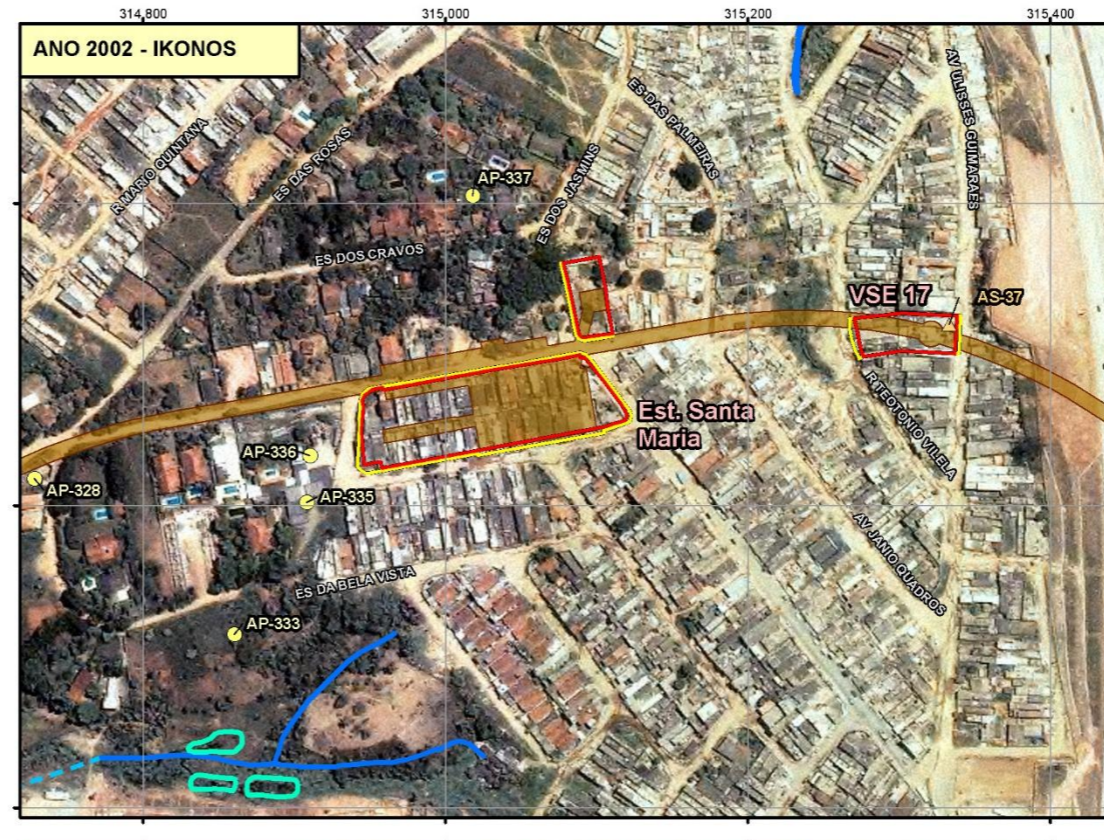 314,800
315,000
315,200
315,400
ANO 2002 - IKONOS
AV ULISSES GUIMARAES
ES DAS PALMEIRAS
R MARIO QUINTANA
ES DAS ROSAS
AP-337
ES DOS JASMINS
ES DOS CRAVOS
VSE 17
AS-37
R TEOTONIO VILELA
Est. Santa
Maria
AP-336
AP-328
AP-335
AV JANIO QUADROS
ES DA BELA VISTA
AP-333